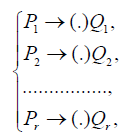 P₁ → (.)Q₁,
P₂ → (.)Q₂,
................,
Pᵣ → (.)Qᵣ,